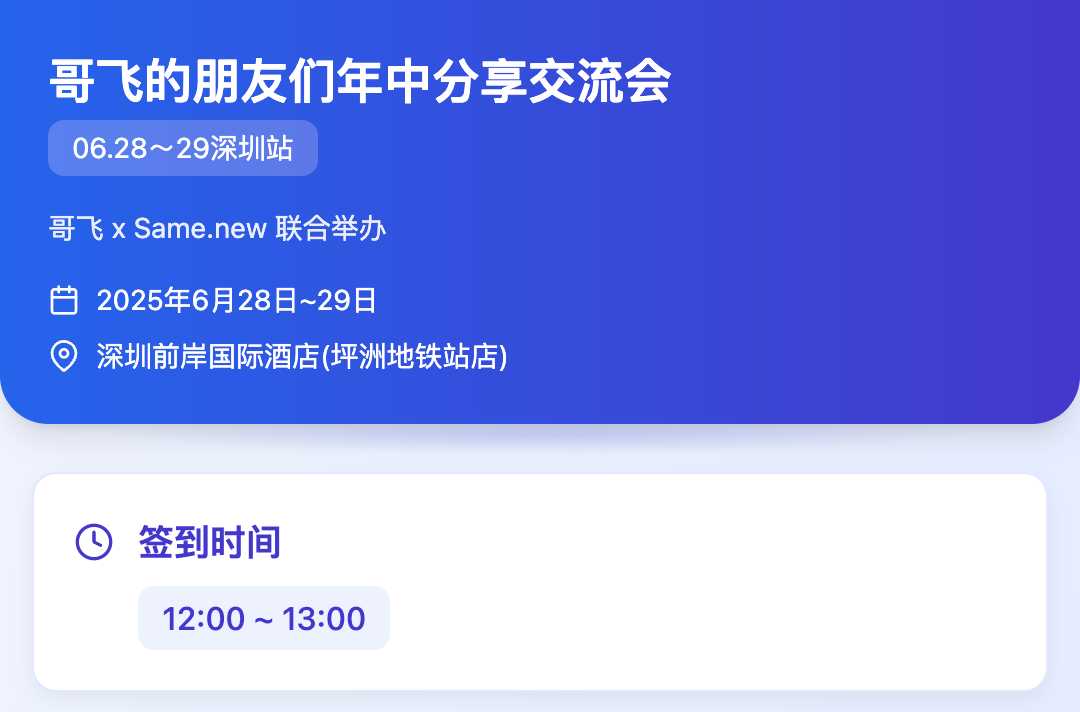 哥飞的朋友们年中分享交流会
06.28～29深圳站
哥飞 x Same.new 联合举办
2025年6月28日~29日
深圳前岸国际酒店(坪洲地铁站店)
签到时间
12:00 ~ 13:00